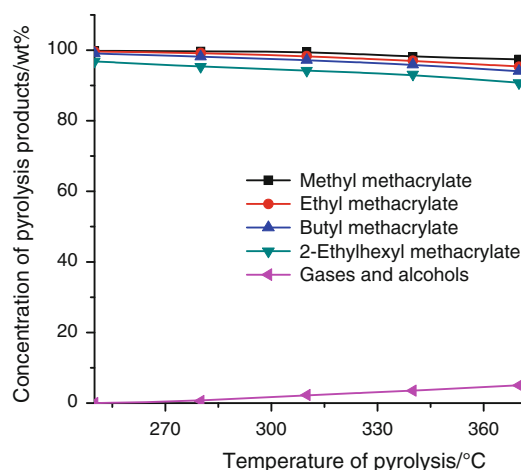 Concentration of pyrolysis products/wt%
100
80
60
40
20
0
Methyl methacrylate
Ethyl methacrylate
Butyl methacrylate
2-Ethylhexyl methacrylate
Gases and alcohols
270 300 330 360
Temperature of pyrolysis/°C